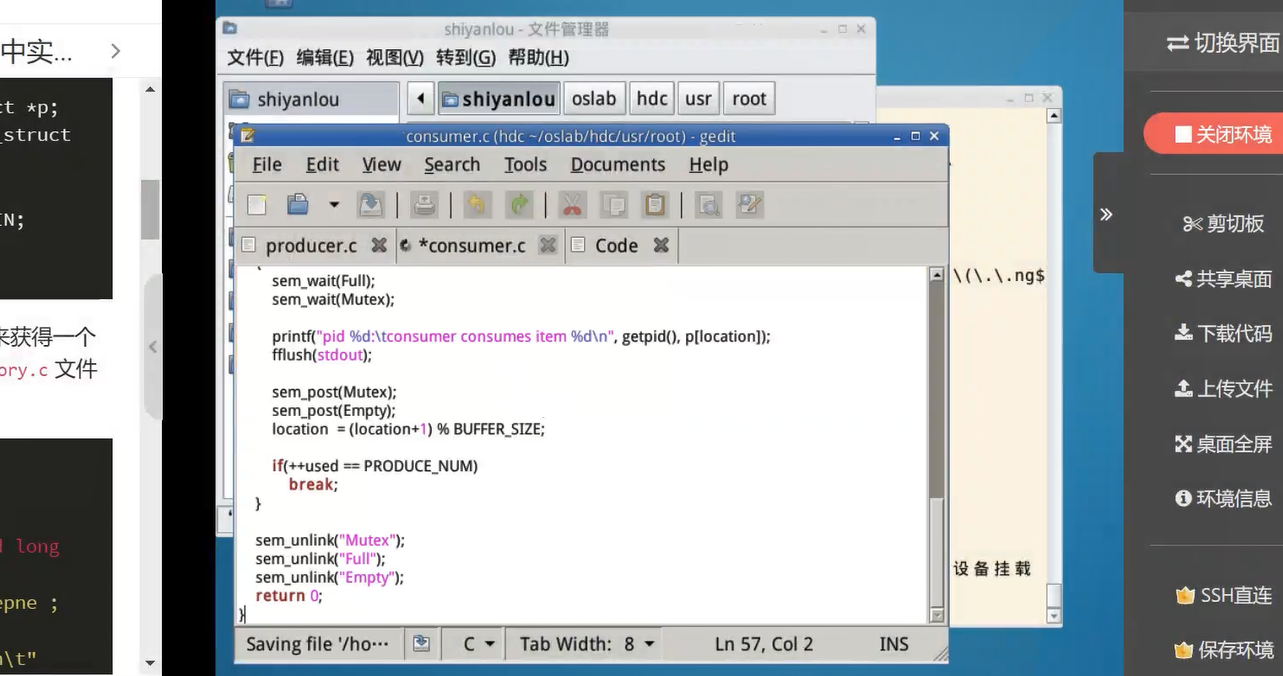 中实...
ct *p;
_struct
IN;
来获得一个
ory.c 文件
d long
epne ;
n\t"
shiyanlou - 文件管理器
文件(F) 编辑(E) 视图(V) 转到(G) 帮助(H)
shiyanlou
shiyanlou oslab hdc usr root
*consumer.c (hdc ~/oslab/hdc/usr/root) - gedit
File Edit View Search Tools Documents Help
producer.c *consumer.c Code
{
sem_wait(Full);
sem_wait(Mutex);
printf("pid %d:\tconsumer consumes item %d\n", getpid(), p[location]);
fflush(stdout);
sem_post(Mutex);
sem_post(Empty);
location = (location+1) % BUFFER_SIZE;
if(++used == PRODUCE_NUM)
break;
}
sem_unlink("Mutex");
sem_unlink("Full");
sem_unlink("Empty");
return 0;
}
Saving file '/ho… C Tab Width: 8 Ln 57, Col 2 INS
\(\.\.ng$
设备挂载
切换界面
关闭环境
剪切板
共享桌面
下载代码
上传文件
桌面全屏
环境信息
SSH直连
保存环境